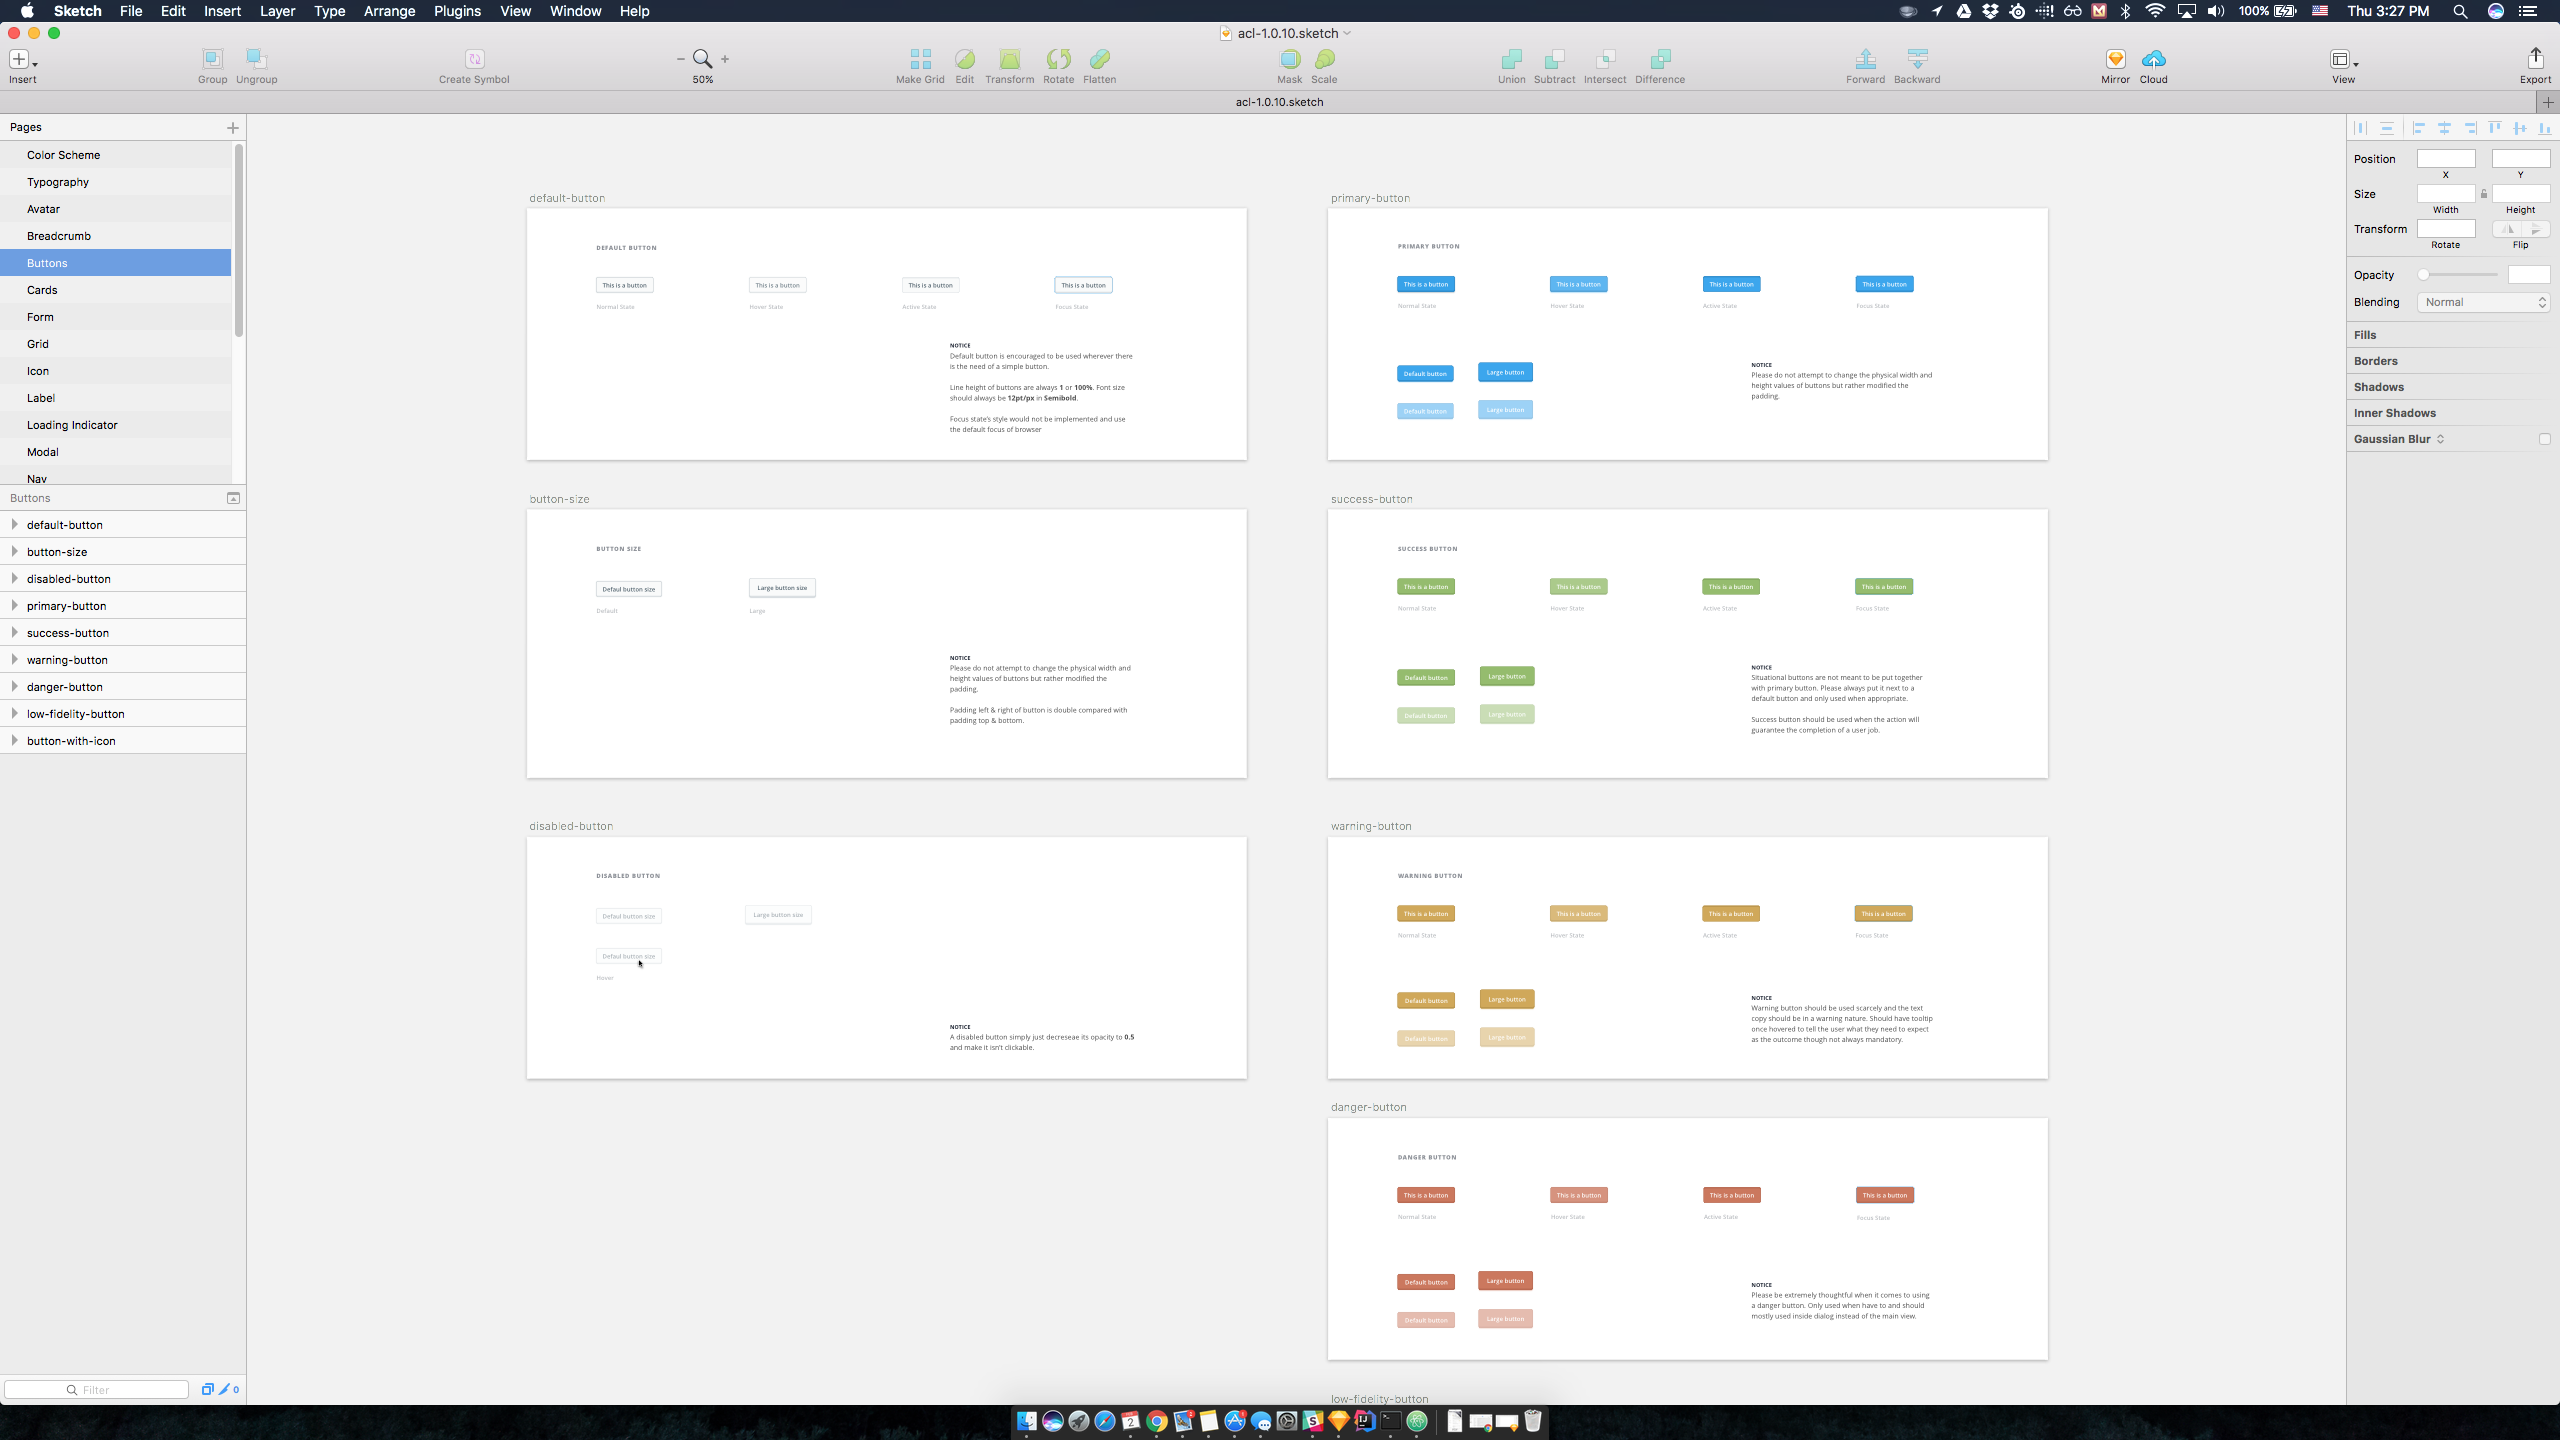 Sketch File Edit Insert Layer Type Arrange Plugins View Window Help
100% Thu 3:27 PM
acl-1.0.10.sketch
Insert Group Ungroup Create Symbol 50% Make Grid Edit Transform Rotate Flatten Mask Scale Union Subtract Intersect Difference Forward Backward Mirror Cloud View Export
acl-1.0.10.sketch
Pages
Color Scheme
Typography
Avatar
Breadcrumb
Buttons
Cards
Form
Grid
Icon
Label
Loading Indicator
Modal
Nav
Buttons
default-button
button-size
disabled-button
primary-button
success-button
warning-button
danger-button
low-fidelity-button
button-with-icon
Filter
0
default-button
DEFAULT BUTTON
This is a button This is a button This is a button This is a button
Normal State Hover State Active State Focus State
NOTICE
Default button is encouraged to be used wherever there
is the need of a simple button.
Line height of buttons are always 1 or 100%. Font size
should always be 12pt/px in Semibold.
Focus state's style would not be implemented and use
the default focus of browser
button-size
BUTTON SIZE
Defaul button size Large button size
Default Large
NOTICE
Please do not attempt to change the physical width and
height values of buttons but rather modified the
padding.
Padding left & right of button is double compared with
padding top & bottom.
disabled-button
DISABLED BUTTON
Defaul button size Large button size
Defaul button size
Hover
NOTICE
A disabled button simply just decreseae its opacity to 0.5
and make it isn't clickable.
primary-button
PRIMARY BUTTON
This is a button This is a button This is a button This is a button
Normal State Hover State Active State Focus State
Default button Large button
Default button Large button
NOTICE
Please do not attempt to change the physical width and
height values of buttons but rather modified the
padding.
success-button
SUCCESS BUTTON
This is a button This is a button This is a button This is a button
Normal State Hover State Active State Focus State
Default button Large button
Default button Large button
NOTICE
Situational buttons are not meant to be put together
with primary button. Please always put it next to a
default button and only used when appropriate.
Success button should be used when the action will
guarantee the completion of a user job.
warning-button
WARNING BUTTON
This is a button This is a button This is a button This is a button
Normal State Hover State Active State Focus State
Default button Large button
Default button Large button
NOTICE
Warning button should be used scarcely and the text
copy should be in a warning nature. Should have tooltip
once hovered to tell the user what they need to expect
as the outcome though not always mandatory.
danger-button
DANGER BUTTON
This is a button This is a button This is a button This is a button
Normal State Hover State Active State Focus State
Default button Large button
Default button Large button
NOTICE
Please be extremely thoughtful when it comes to using
a danger button. Only used when have to and should
mostly used inside dialog instead of the main view.
low-fidelity-button
Position
X Y
Size
Width Height
Transform
Rotate Flip
Opacity
Blending Normal
Fills
Borders
Shadows
Inner Shadows
Gaussian Blur